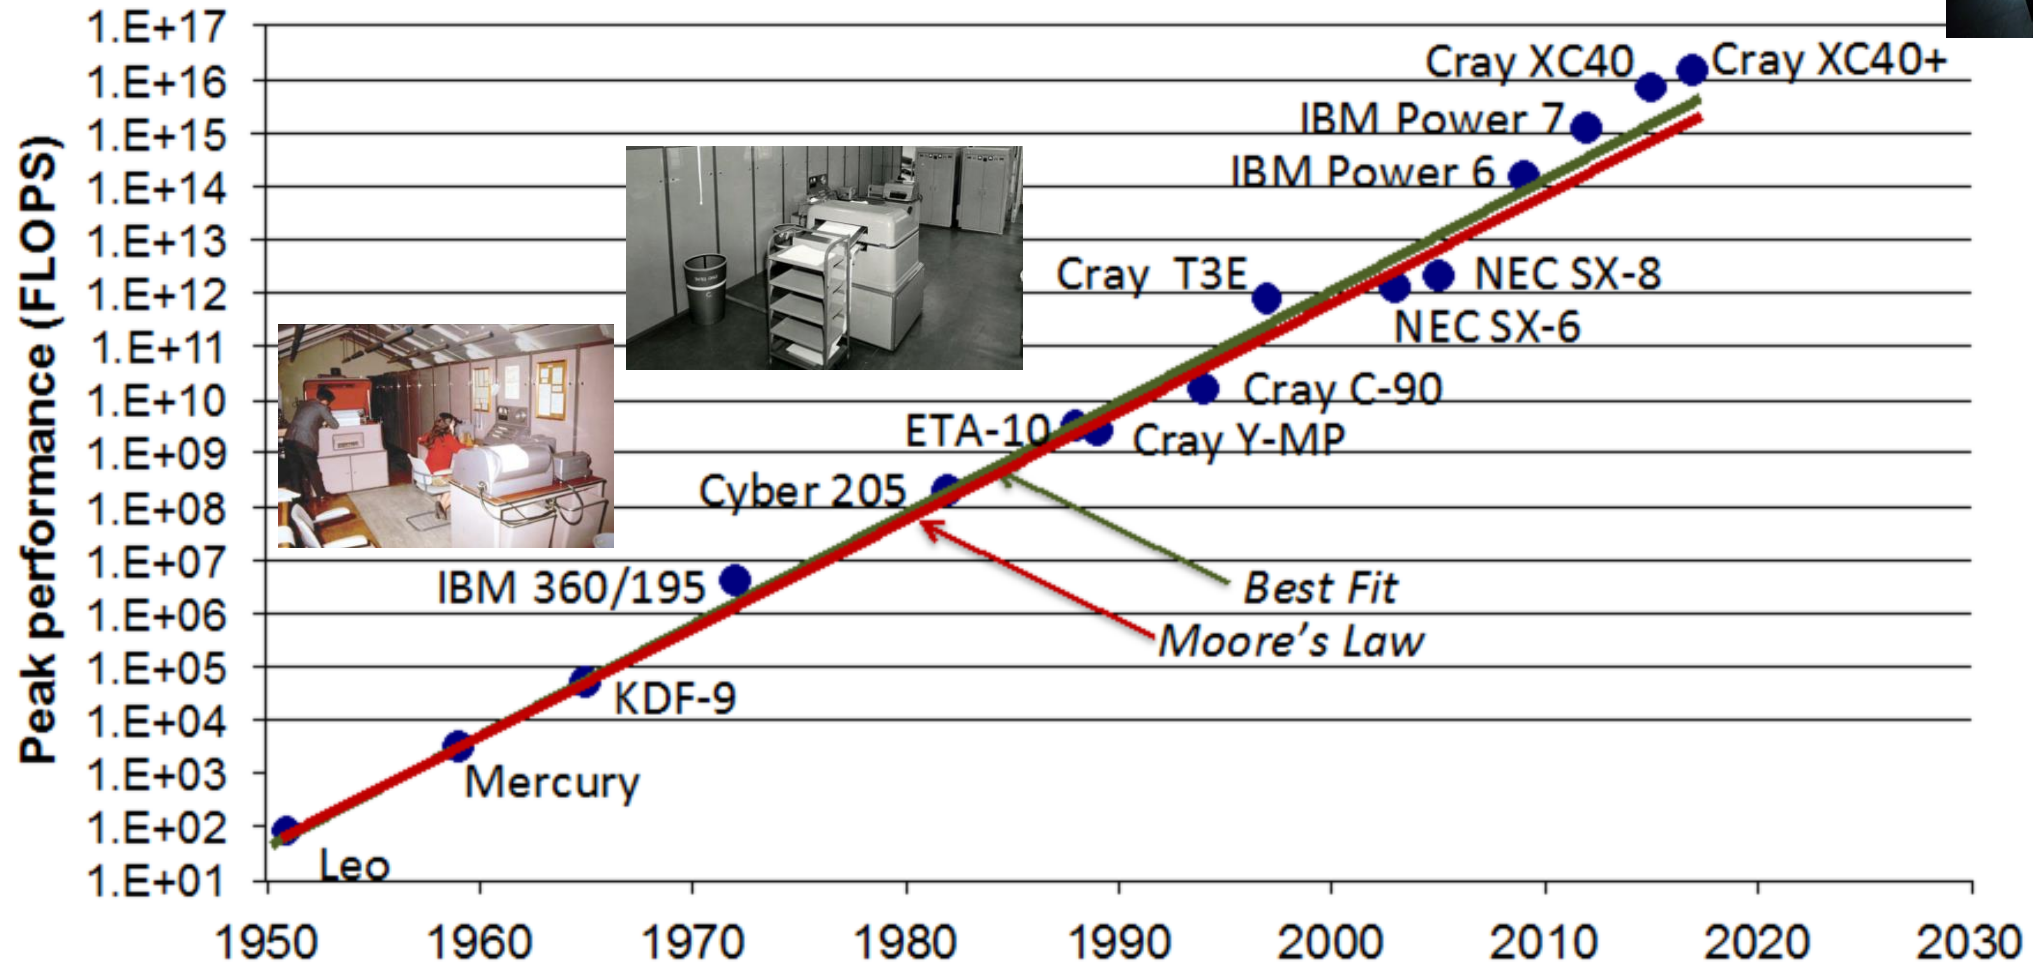 Peak performance (FLOPS)
1.E+17
1.E+16
1.E+15
1.E+14
1.E+13
1.E+12
1.E+11
1.E+10
1.E+09
1.E+08
1.E+07
1.E+06
1.E+05
1.E+04
1.E+03
1.E+02
1.E+01
Cray XC40
Cray XC40+
IBM Power 7
IBM Power 6
Cray T3E
NEC SX-8
NEC SX-6
Cray C-90
ETA-10
Cray Y-MP
Cyber 205
IBM 360/195
Best Fit
Moore's Law
KDF-9
Mercury
Leo
1950
1960
1970
1980
1990
2000
2010
2020
2030